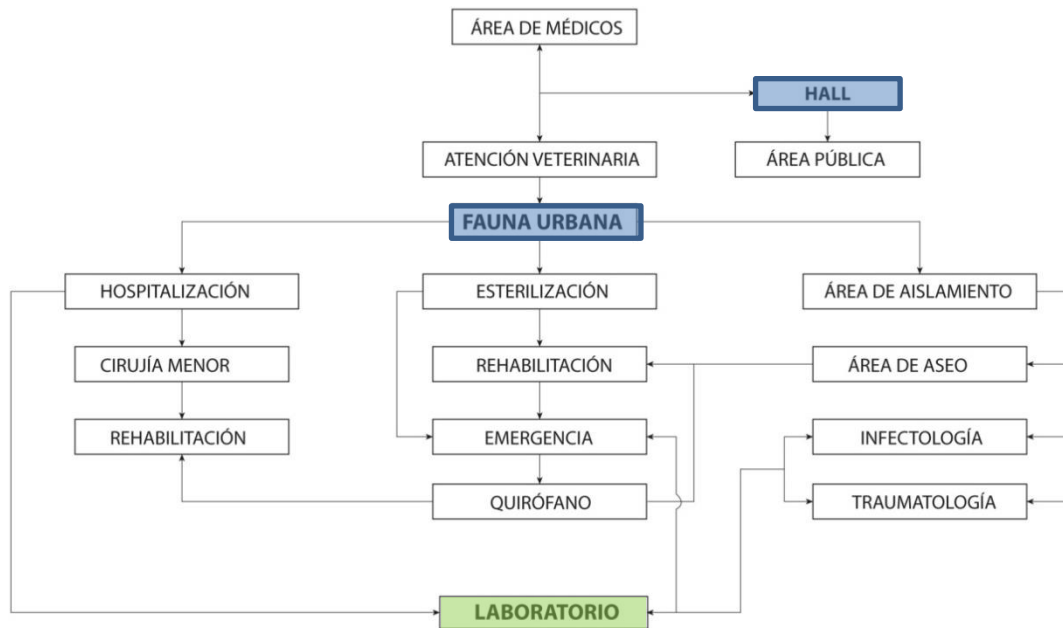 ÁREA DE MÉDICOS
HALL
ATENCIÓN VETERINARIA
ÁREA PÚBLICA
FAUNA URBANA
HOSPITALIZACIÓN
ESTERILIZACIÓN
ÁREA DE AISLAMIENTO
CIRUJÍA MENOR
REHABILITACIÓN
ÁREA DE ASEO
REHABILITACIÓN
EMERGENCIA
INFECTOLOGÍA
QUIRÓFANO
TRAUMATOLOGÍA
LABORATORIO